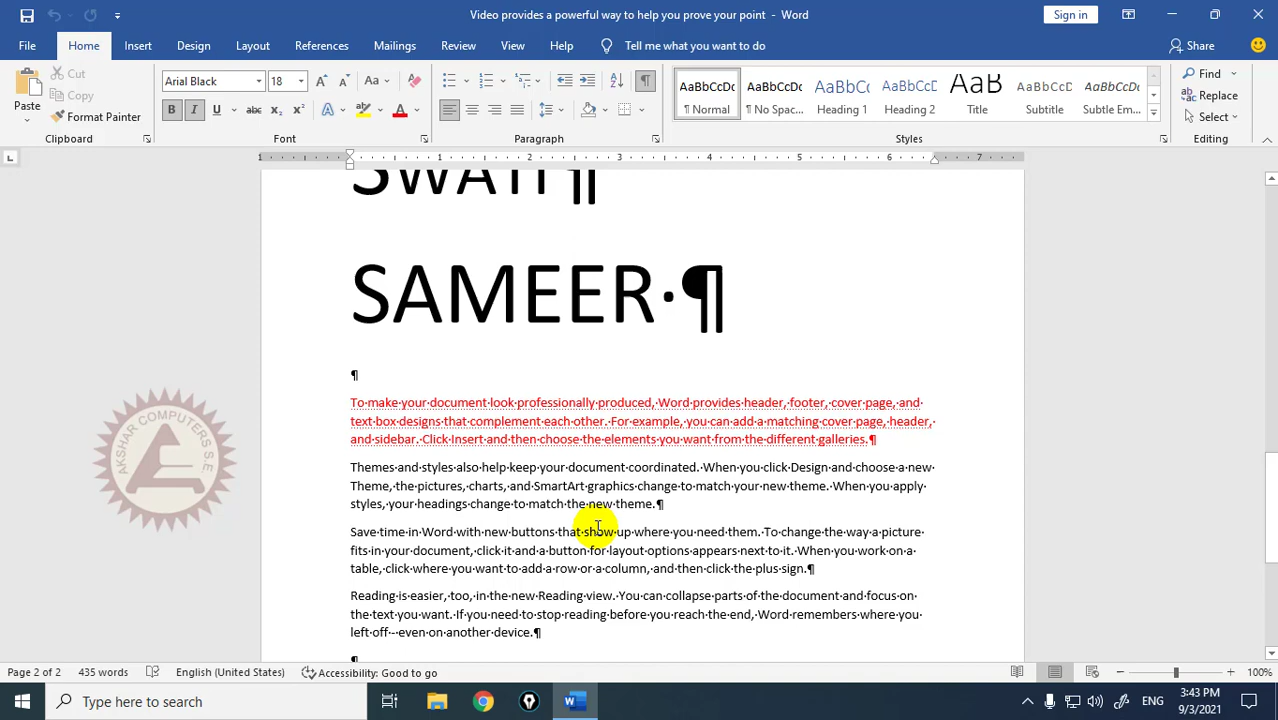 Video provides a powerful way to help you prove your point - Word
Sign in
File Home Insert Design Layout References Mailings Review View Help Tell me what you want to do Share
Paste
Cut
Copy
Format Painter
Clipboard
Arial Black 18
Font
Paragraph
AaBbCcDc AaBbCcDc AaBbCc AaBbCcD AaB AaBbCcD AaBbCcDc
¶ Normal ¶ No Spac... Heading 1 Heading 2 Title Subtitle Subtle Em...
Styles
Find
Replace
Select
Editing
1 1 2 3 4 5 6 7
SWATI¶
SAMEER·¶
¶
To·make·your·document·look·professionally·produced,·Word·provides·header,·footer,·cover·page,·and·
text·box·designs·that·complement·each·other.·For·example,·you·can·add·a·matching·cover·page,·header,·
and·sidebar.·Click·Insert·and·then·choose·the·elements·you·want·from·the·different·galleries.¶
Themes·and·styles·also·help·keep·your·document·coordinated.·When·you·click·Design·and·choose·a·new·
Theme,·the·pictures,·charts,·and·SmartArt·graphics·change·to·match·your·new·theme.·When·you·apply·
styles,·your·headings·change·to·match·the·new·theme.¶
Save·time·in·Word·with·new·buttons·that·show·up·where·you·need·them.·To·change·the·way·a·picture·
fits·in·your·document,·click·it·and·a·button·for·layout·options·appears·next·to·it.·When·you·work·on·a·
table,·click·where·you·want·to·add·a·row·or·a·column,·and·then·click·the·plus·sign.¶
Reading·is·easier,·too,·in·the·new·Reading·view.·You·can·collapse·parts·of·the·document·and·focus·on·
the·text·you·want.·If·you·need·to·stop·reading·before·you·reach·the·end,·Word·remembers·where·you·
left·off·-·even·on·another·device.¶
¶
AKSHAR COMPUTERS S.E
Page 2 of 2 435 words English (United States) Accessibility: Good to go 100%
Type here to search
ENG
3:43 PM
9/3/2021